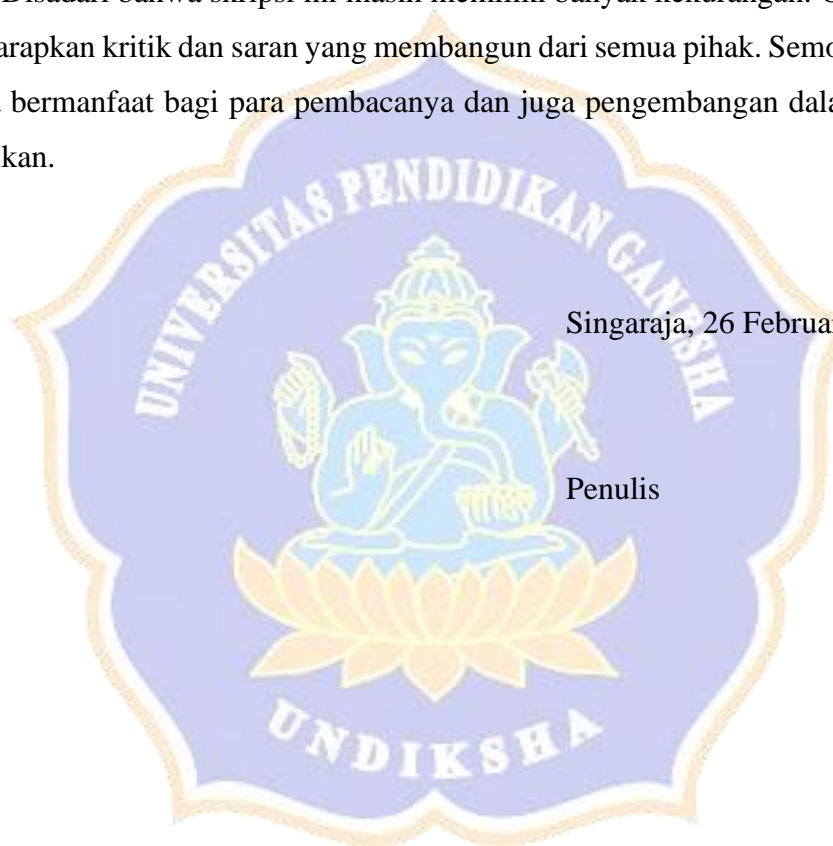 Disadari bahwa skripsi ini masih memiliki banyak kekurangan.
arapkan kritik dan saran yang membangun dari semua pihak. Semo
bermanfaat bagi para pembacanya dan juga pengembangan dala
ikan.
UNIVERSITAS PENDIDIKAN GANESHA
Singaraja, 26 Februa
Penulis
UNDIKSHA